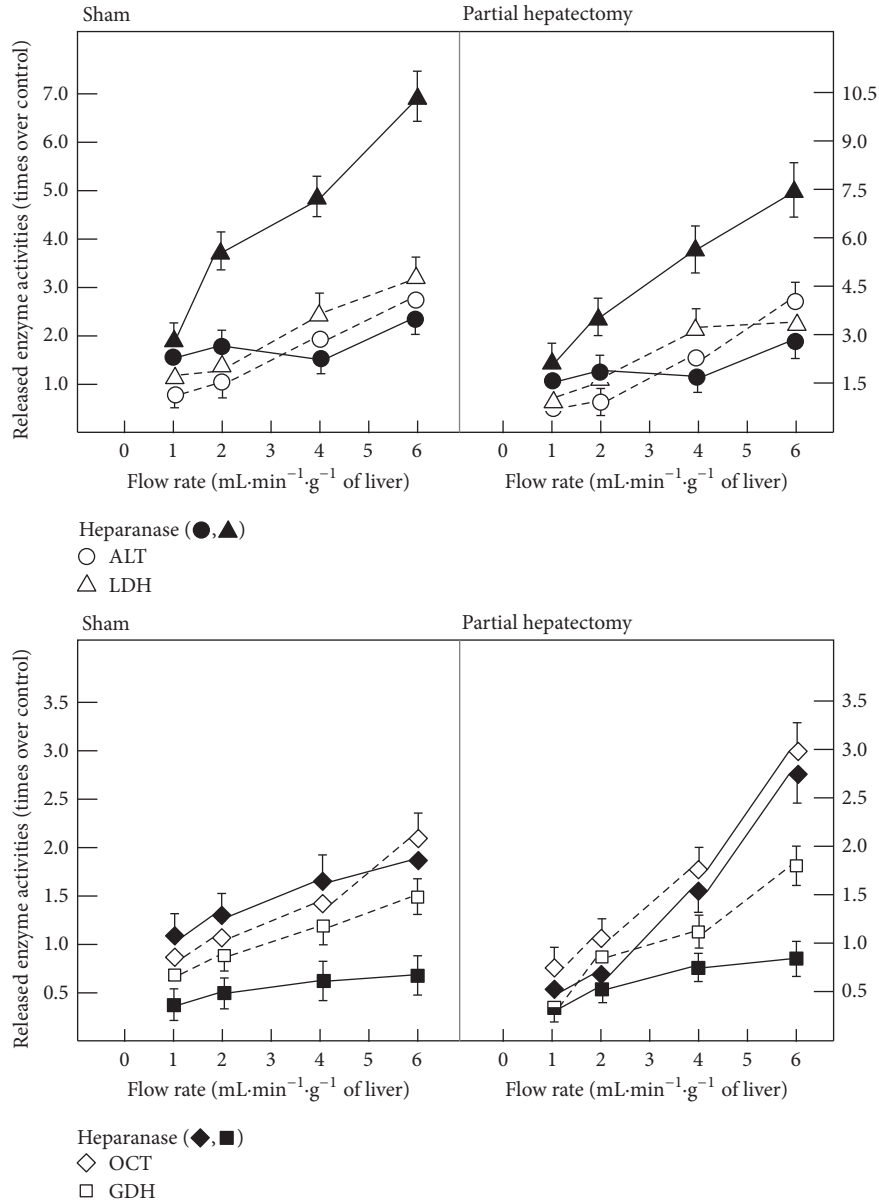 Sham
Partial hepatectomy
Released enzyme activities (times over control)
7.0
6.0
5.0
4.0
3.0
2.0
1.0
10.5
9.0
7.5
6.0
4.5
3.0
1.5
0 1 2 3 4 5 6
0 1 2 3 4 5 6
Flow rate (mL·min⁻¹·g⁻¹ of liver)
Flow rate (mL·min⁻¹·g⁻¹ of liver)
Heparanase (●,▲)
ALT
LDH
Sham
Partial hepatectomy
Released enzyme activities (times over control)
3.5
3.0
2.5
2.0
1.5
1.0
0.5
3.5
3.0
2.5
2.0
1.5
1.0
0.5
0 1 2 3 4 5 6
0 1 2 3 4 5 6
Flow rate (mL·min⁻¹·g⁻¹ of liver)
Flow rate (mL·min⁻¹·g⁻¹ of liver)
Heparanase (◆,■)
OCT
GDH